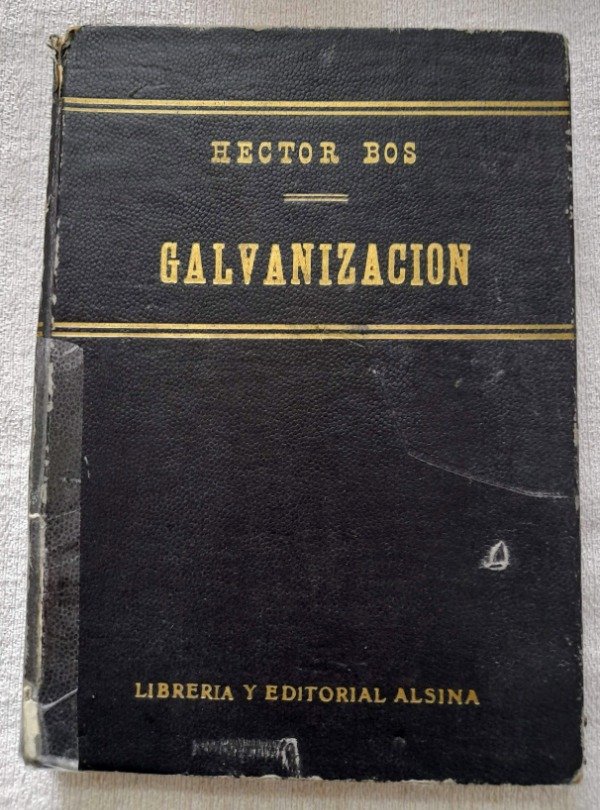 HECTOR BOS
GALVANIZACION
LIBRERIA Y EDITORIAL ALSINA